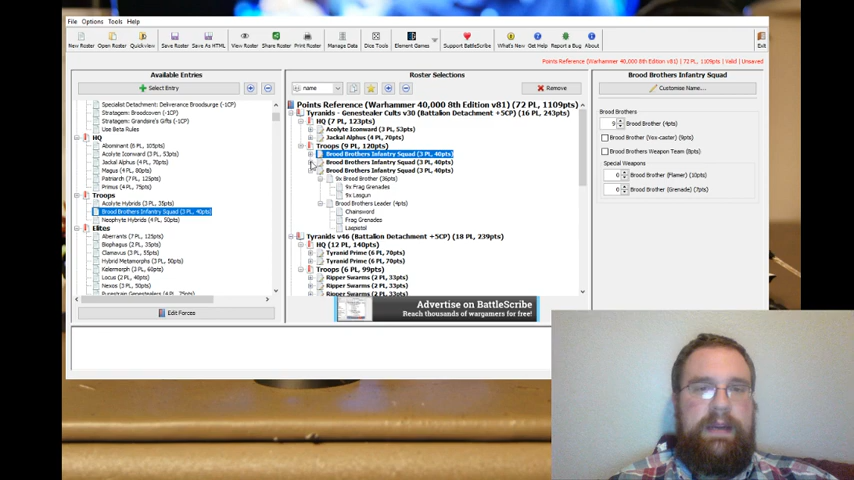 File Options Tools Help
New Roster Open Roster Quickview Save Roster Save As HTML View Roster Share Roster Print Roster Manage Data Dice Tools Element Games Support BattleScribe What's New Get Help Report a Bug About Exit
Points Reference (Warhammer 40,000 8th Edition v81) | 72 PL, 1109pts | Valid | Unsaved
Available Entries
Select Entry
Specialist Detachment: Deliverance Broodsurge (-1CP)
Stratagem: Broodcoven (-1CP)
Stratagem: Grandsire's Gifts (-1CP)
Use Beta Rules
HQ
Abominant (6 PL, 105pts)
Acolyte Iconward (3 PL, 53pts)
Jackal Alphus (4 PL, 70pts)
Magus (4 PL, 80pts)
Patriarch (7 PL, 125pts)
Primus (4 PL, 75pts)
Troops
Acolyte Hybrids (3 PL, 35pts)
Brood Brothers Infantry Squad (3 PL, 40pts)
Neophyte Hybrids (4 PL, 50pts)
Elites
Aberrants (7 PL, 125pts)
Biophagus (2 PL, 35pts)
Clamavus (3 PL, 55pts)
Hybrid Metamorphs (3 PL, 50pts)
Kelermorph (3 PL, 60pts)
Locus (2 PL, 40pts)
Nexos (3 PL, 50pts)
Purestrain Genestealers (4 PL, 75pts)
Edit Forces
Roster Selections
name
Remove
Points Reference (Warhammer 40,000 8th Edition v81) (72 PL, 1109pts)
Tyranids - Genestealer Cults v30 (Battalion Detachment +5CP) (16 PL, 243pts)
HQ (7 PL, 123pts)
Acolyte Iconward (3 PL, 53pts)
Jackal Alphus (4 PL, 70pts)
Troops (9 PL, 120pts)
Brood Brothers Infantry Squad (3 PL, 40pts)
Brood Brothers Infantry Squad (3 PL, 40pts)
Brood Brothers Infantry Squad (3 PL, 40pts)
9x Brood Brother (36pts)
9x Frag Grenades
9x Lasgun
Brood Brothers Leader (4pts)
Chainsword
Frag Grenades
Laspistol
Tyranids v46 (Battalion Detachment +5CP) (18 PL, 239pts)
HQ (12 PL, 140pts)
Tyranid Prime (6 PL, 70pts)
Tyranid Prime (6 PL, 70pts)
Troops (6 PL, 99pts)
Ripper Swarms (2 PL, 33pts)
Ripper Swarms (2 PL, 33pts)
Ripper Swarms (2 PL, 33pts)
Advertise on BattleScribe
Reach thousands of wargamers for free!
Brood Brothers Infantry Squad
Customise Name...
Brood Brothers
9 Brood Brother (4pts)
Brood Brother (Vox-caster) (9pts)
Brood Brothers Weapon Team (8pts)
Special Weapons
0 Brood Brother (Flamer) (10pts)
0 Brood Brother (Grenade) (7pts)